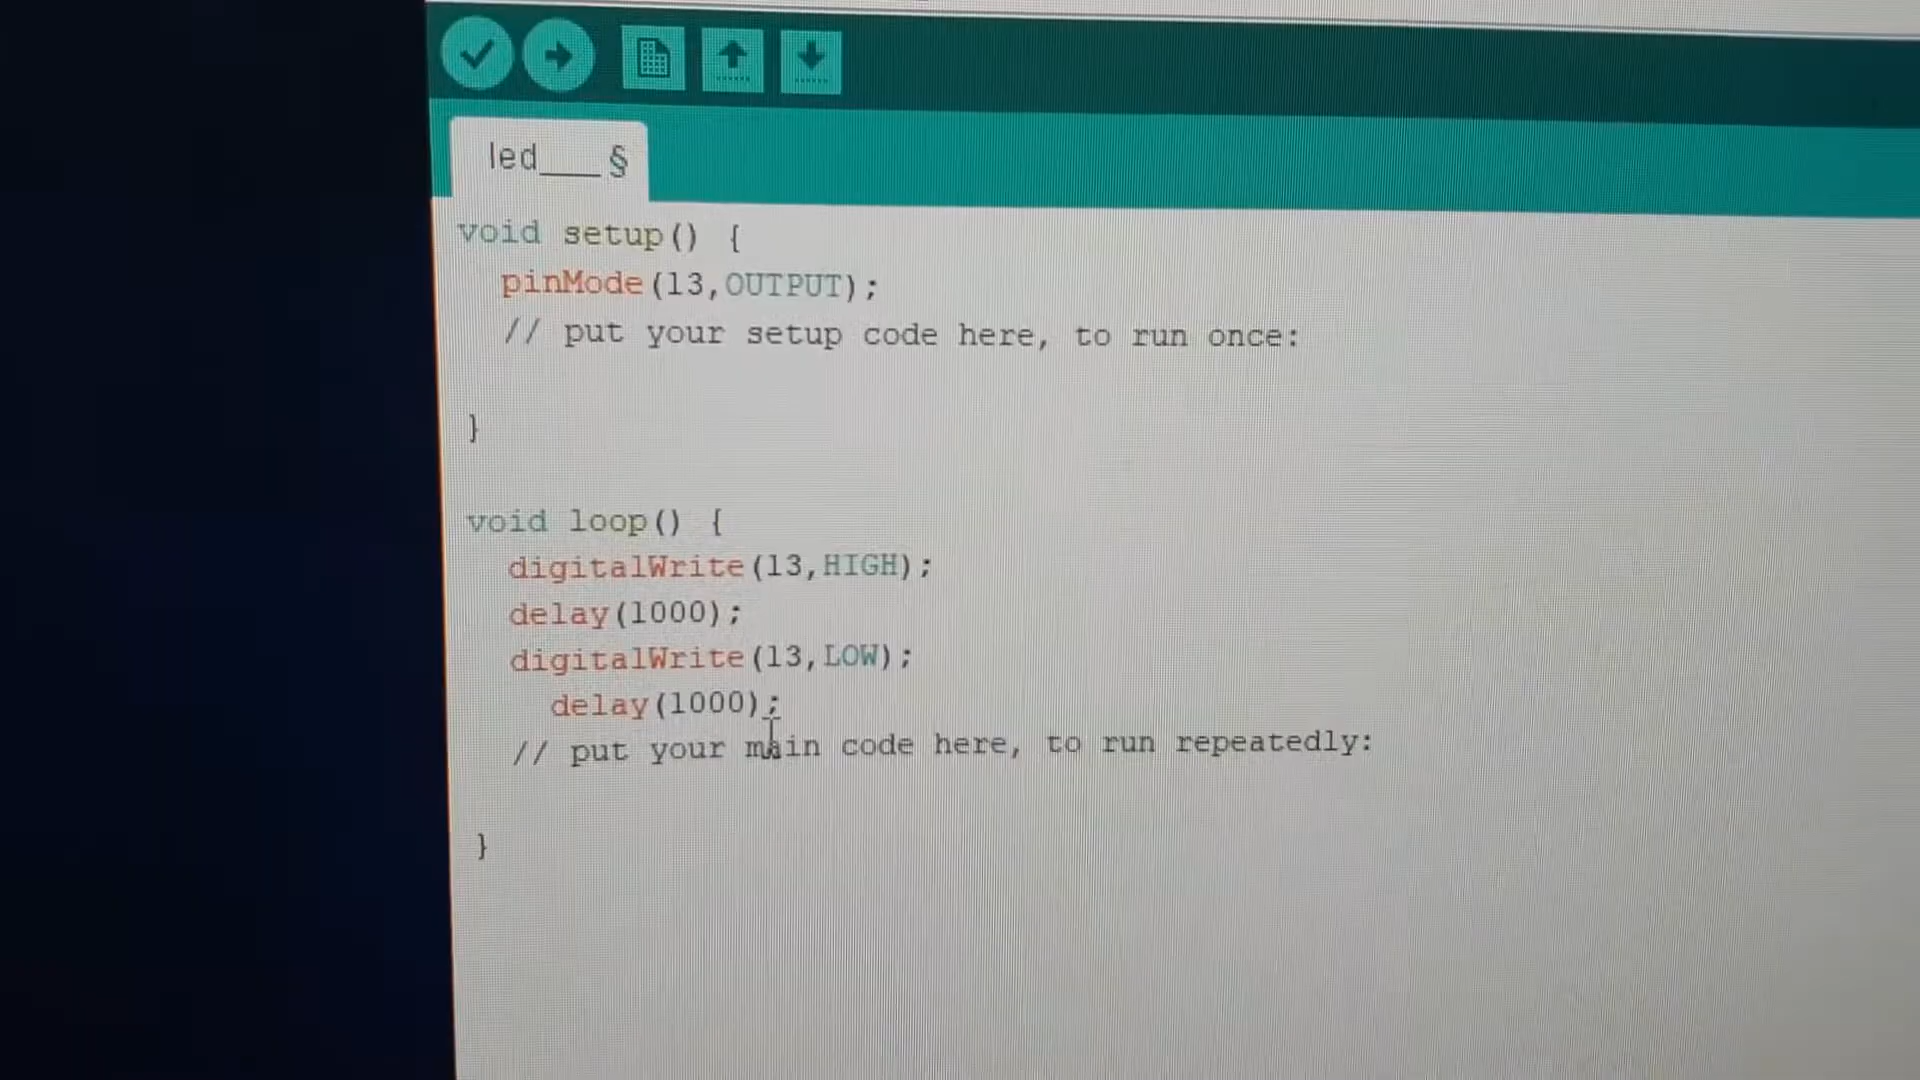 led___ §
void setup() {
pinMode(13,OUTPUT);
// put your setup code here, to run once:
}
void loop() {
digitalWrite(13,HIGH);
delay(1000);
digitalWrite(13,LOW);
delay(1000);
// put your main code here, to run repeatedly:
}